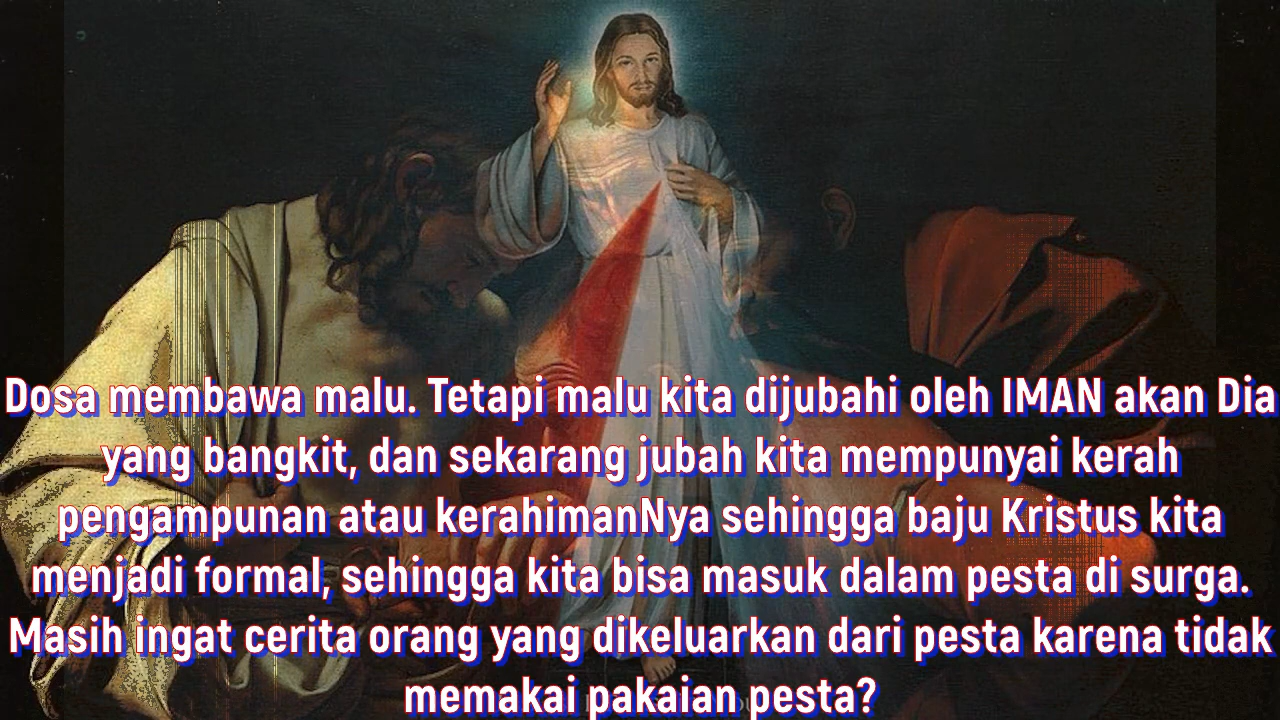 Dosa membawa malu. Tetapi malu kita dijubahi oleh IMAN akan Dia
yang bangkit, dan sekarang jubah kita mempunyai kerah
pengampunan atau kerahimanNya sehingga baju Kristus kita
menjadi formal, sehingga kita bisa masuk dalam pesta di surga.
Masih ingat cerita orang yang dikeluarkan dari pesta karena tidak
memakai pakaian pesta?